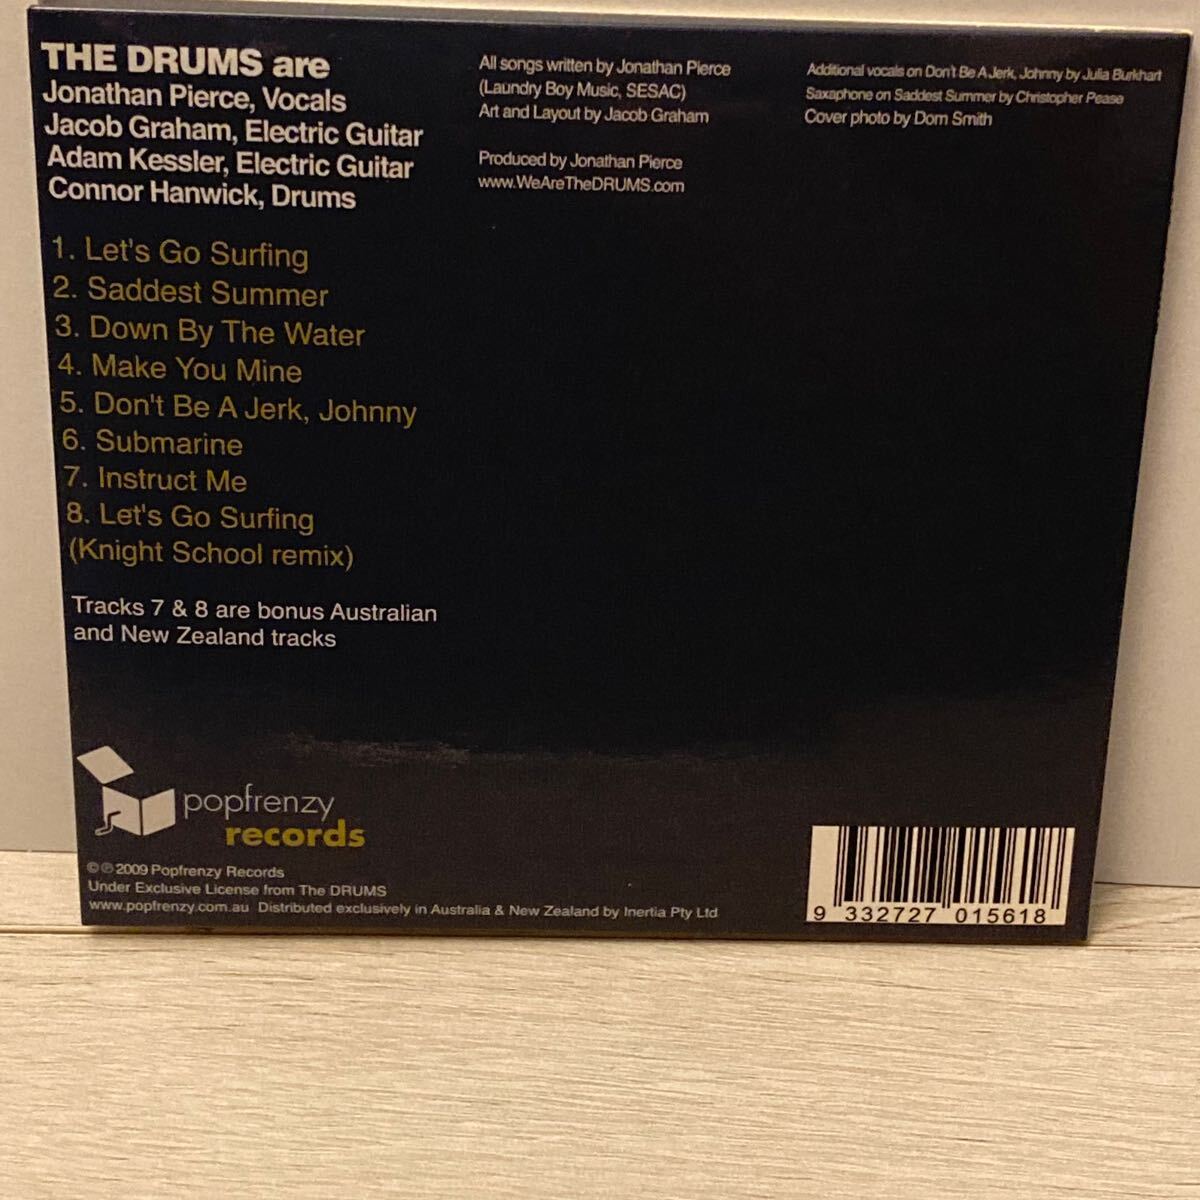 THE DRUMS are
Jonathan Pierce, Vocals
Jacob Graham, Electric Guitar
Adam Kessler, Electric Guitar
Connor Hanwick, Drums
All songs written by Jonathan Pierce
(Laundry Boy Music, SESAC)
Art and Layout by Jacob Graham
Produced by Jonathan Pierce
www.WeAreTheDRUMS.com
Additional vocals on Don't Be A Jerk, Johnny by Julia Burkhart
Saxaphone on Saddest Summer by Christopher Pease
Cover photo by Dom Smith
1. Let's Go Surfing
2. Saddest Summer
3. Down By The Water
4. Make You Mine
5. Don't Be A Jerk, Johnny
6. Submarine
7. Instruct Me
8. Let's Go Surfing
(Knight School remix)
Tracks 7 & 8 are bonus Australian
and New Zealand tracks
popfrenzy
records
©℗2009 Popfrenzy Records
Under Exclusive License from The DRUMS
www.popfrenzy.com.au Distributed exclusively in Australia & New Zealand by Inertia Pty Ltd
9 332727 015618